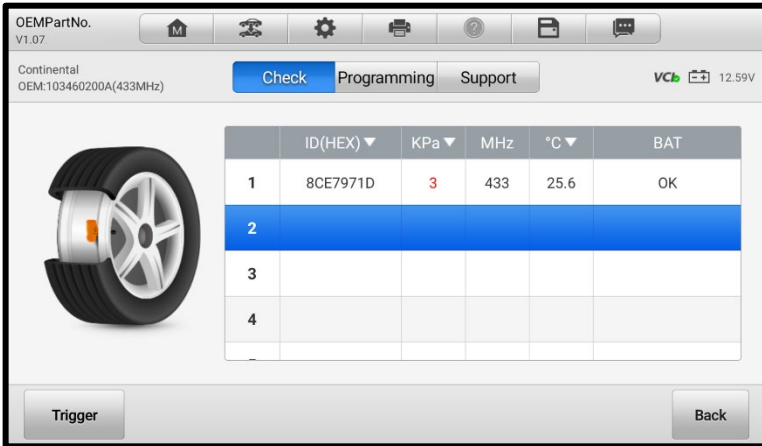 OEMPartNo.
V1.07
M
Continental
OEM:103460200A(433MHz)
Check Programming Support
VCI 12.59V
ID(HEX) ▼ KPa ▼ MHz °C ▼ BAT
1 8CE7971D 3 433 25.6 OK
2
3
4
Trigger Back